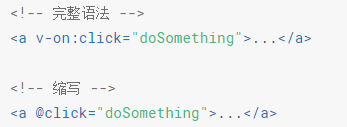 <!-- 完整语法 -->
<a v-on:click="doSomething">...</a>
<!-- 缩写 -->
<a @click="doSomething">...</a>